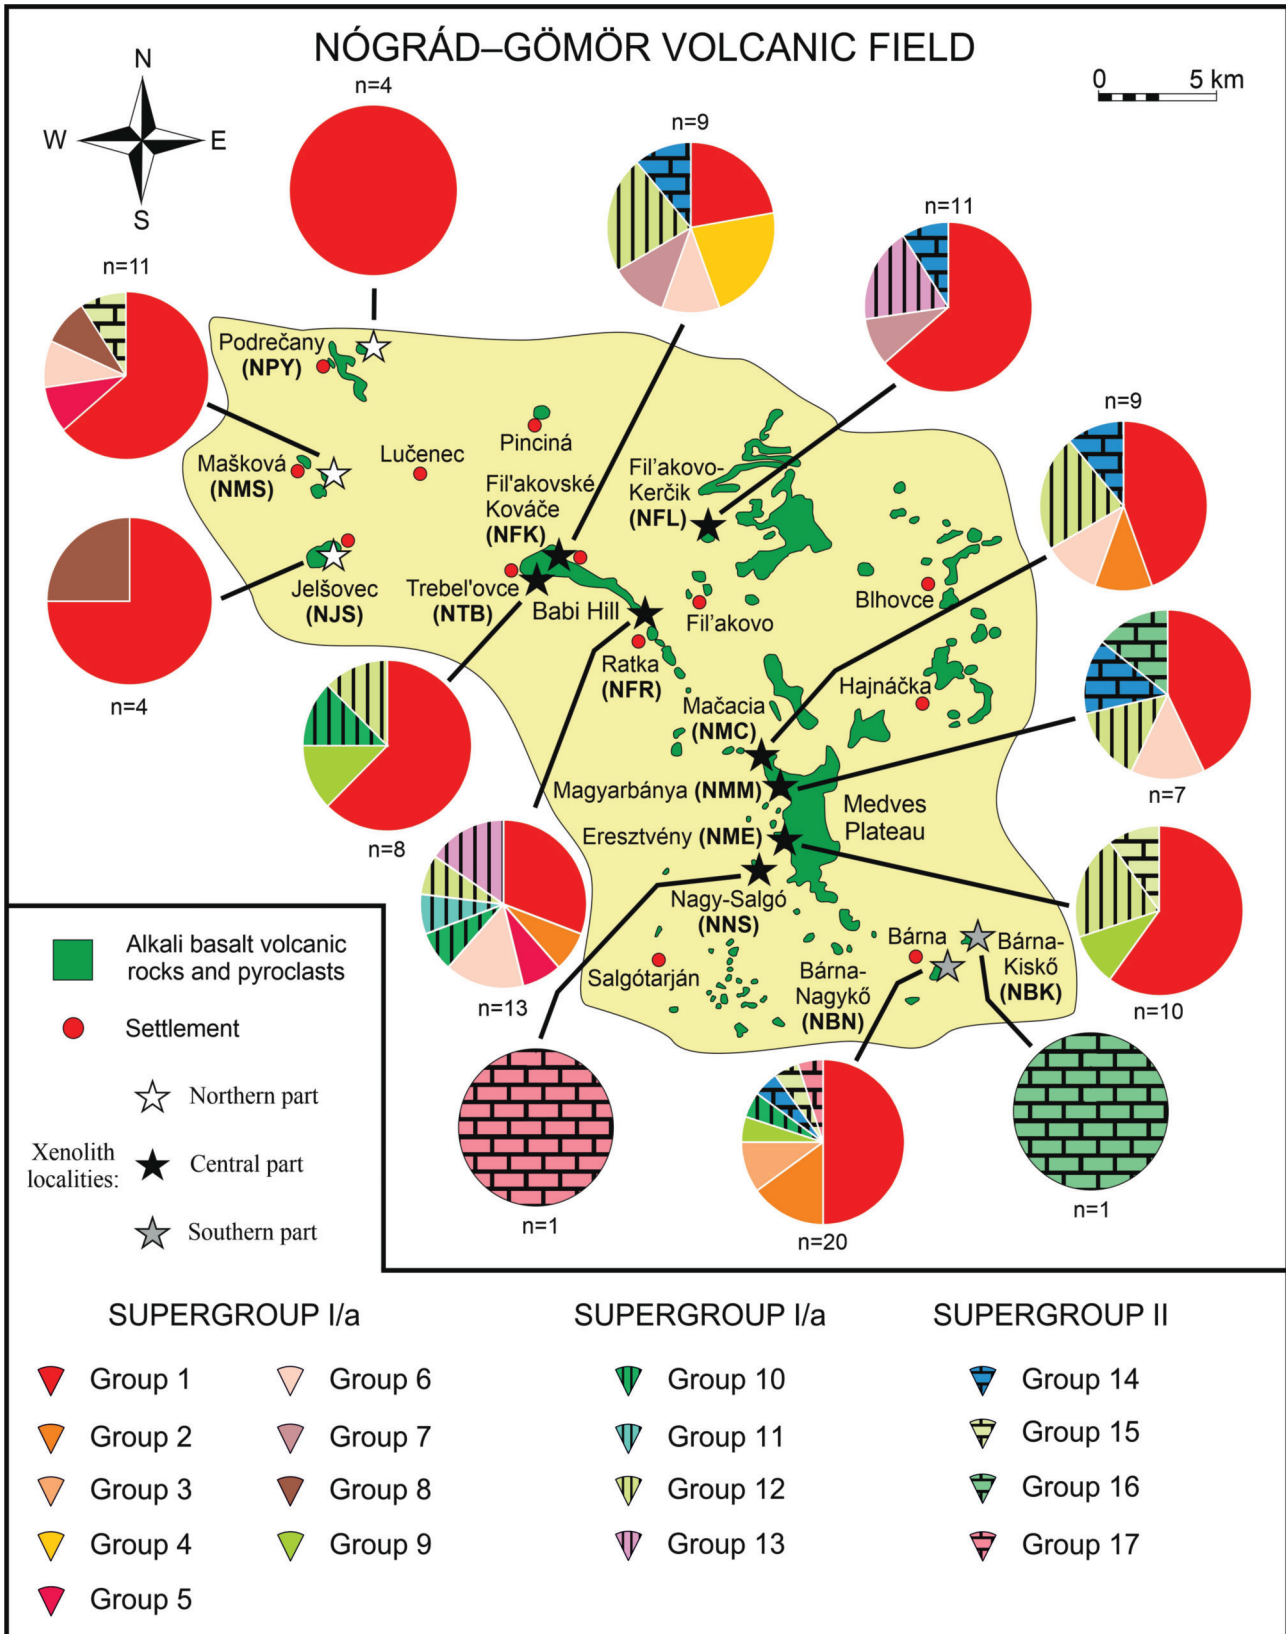 NÓGRÁD–GÖMÖR VOLCANIC FIELD
N
W
E
S
0
5 km
n=4
n=9
n=11
n=11
n=9
Podrečany
(NPY)
Pinciná
Mašková
(NMS)
Lučenec
Fil'akovské
Kováče
(NFK)
Fil'akovo-
Kerčik
(NFL)
Jelšovec
(NJS)
Trebel'ovce
(NTB)
Babi Hill
Fil'akovo
Blhovce
Ratka
(NFR)
Hajnáčka
Mačacia
(NMC)
n=4
n=7
Magyarbánya (NMM)
Medves
Plateau
Eresztvény (NME)
n=8
Nagy-Salgó
(NNS)
Salgótarján
Bárna
Bárna-
Kiskő
(NBK)
Bárna-
Nagykő
(NBN)
n=13
n=10
n=1
n=20
n=1
Alkali basalt volcanic
rocks and pyroclasts
Settlement
Northern part
Xenolith
localities:
Central part
Southern part
SUPERGROUP I/a
Group 1
Group 2
Group 3
Group 4
Group 5
Group 6
Group 7
Group 8
Group 9
SUPERGROUP I/a
Group 10
Group 11
Group 12
Group 13
SUPERGROUP II
Group 14
Group 15
Group 16
Group 17